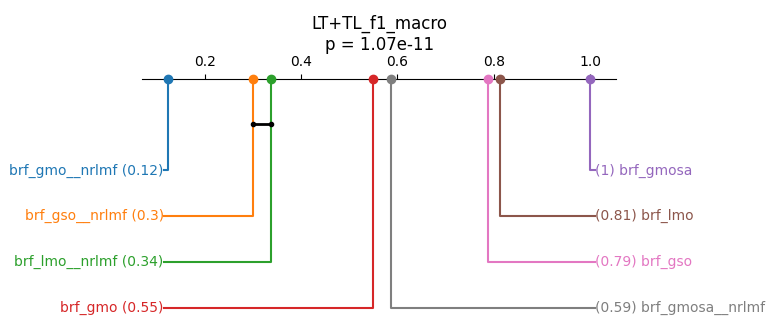 LT+TL_f1_macro
p = 1.07e-11
0.2 0.4 0.6 0.8 1.0
brf_gmo__nrlmf (0.12) (1) brf_gmosa
brf_gso__nrlmf (0.3) (0.81) brf_lmo
brf_lmo__nrlmf (0.34) (0.79) brf_gso
brf_gmo (0.55) (0.59) brf_gmosa__nrlmf